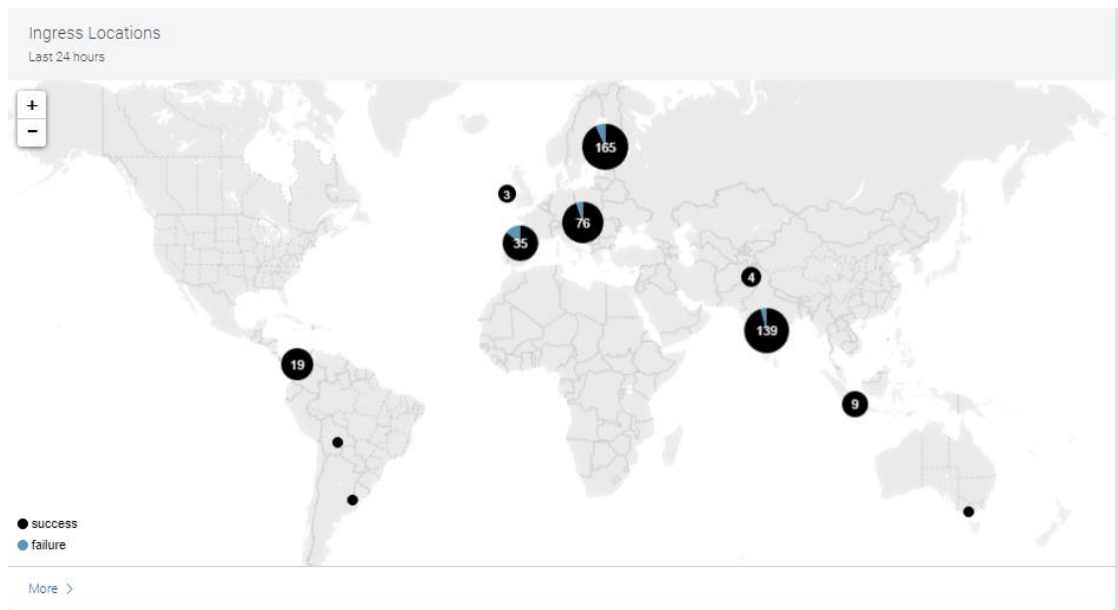 Ingress Locations
Last 24 hours
+
−
165
3
76
35
4
139
19
9
success
failure
More >